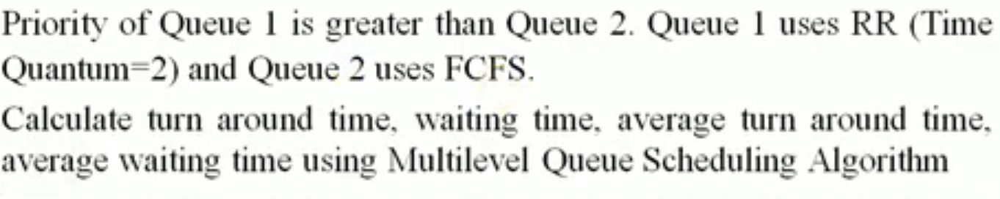 Priority of Queue 1 is greater than Queue 2. Queue 1 uses RR (Time
Quantum=2) and Queue 2 uses FCFS.
Calculate turn around time, waiting time, average turn around time,
average waiting time using Multilevel Queue Scheduling Algorithm